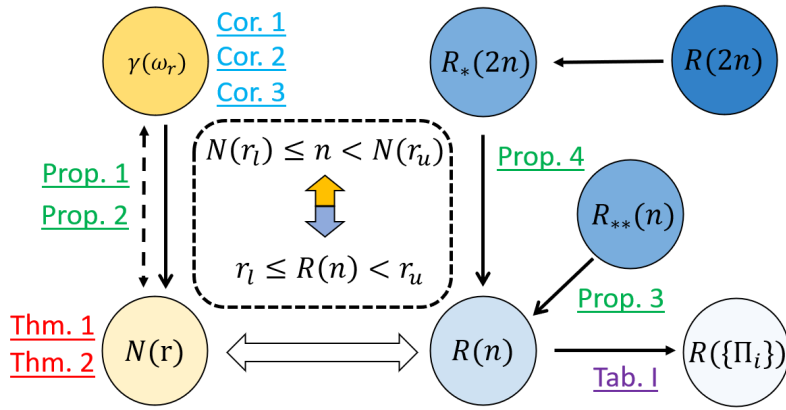 γ(ω_r)
Cor. 1
Cor. 2
Cor. 3
R_*(2n)
R(2n)
N(r_l) ≤ n < N(r_u)
r_l ≤ R(n) < r_u
Prop. 1
Prop. 2
Prop. 4
R_**(n)
Prop. 3
Thm. 1
Thm. 2
N(r)
R(n)
Tab. I
R({Π_i})